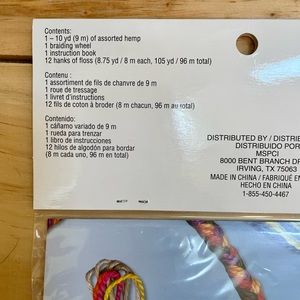 Contents:
1 – 10 yd (9 m) of assorted hemp
1 braiding wheel
1 instruction book
12 hanks of floss (8.75 yd / 8 m each, 105 yd / 96 m total)
Contenu :
1 assortiment de fils de chanvre de 9 m
1 roue de tressage
1 livret d'instructions
12 fils de coton à broder (8 m chacun, 96 m au total)
Contenido:
1 cáñamo variado de 9 m
1 rueda para trenzar
1 libro de instrucciones
12 hilos de algodón para bordar
(8 m cada uno, 96 m en total)
DISTRIBUTED BY / DISTRIB
DISTRIBUIDO POR
MSPCI
8000 BENT BRANCH DR
IRVING, TX 75063
MADE IN CHINA / FABRIQUÉ EN
HECHO EN CHINA
1-855-450-4467